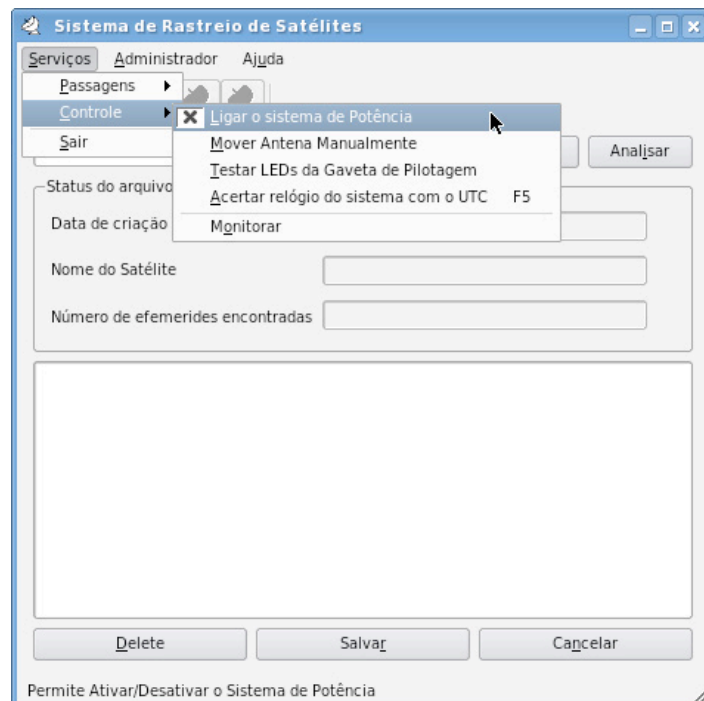 Sistema de Rastreio de Satélites
Serviços Administrador Ajuda
Passagens
Controle
Sair
Ligar o sistema de Potência
Mover Antena Manualmente
Testar LEDs da Gaveta de Pilotagem
Acertar relógio do sistema com o UTC F5
Monitorar
Analisar
Status do arquivo
Data de criação
Nome do Satélite
Número de efemerides encontradas
Delete Salvar Cancelar
Permite Ativar/Desativar o Sistema de Potência